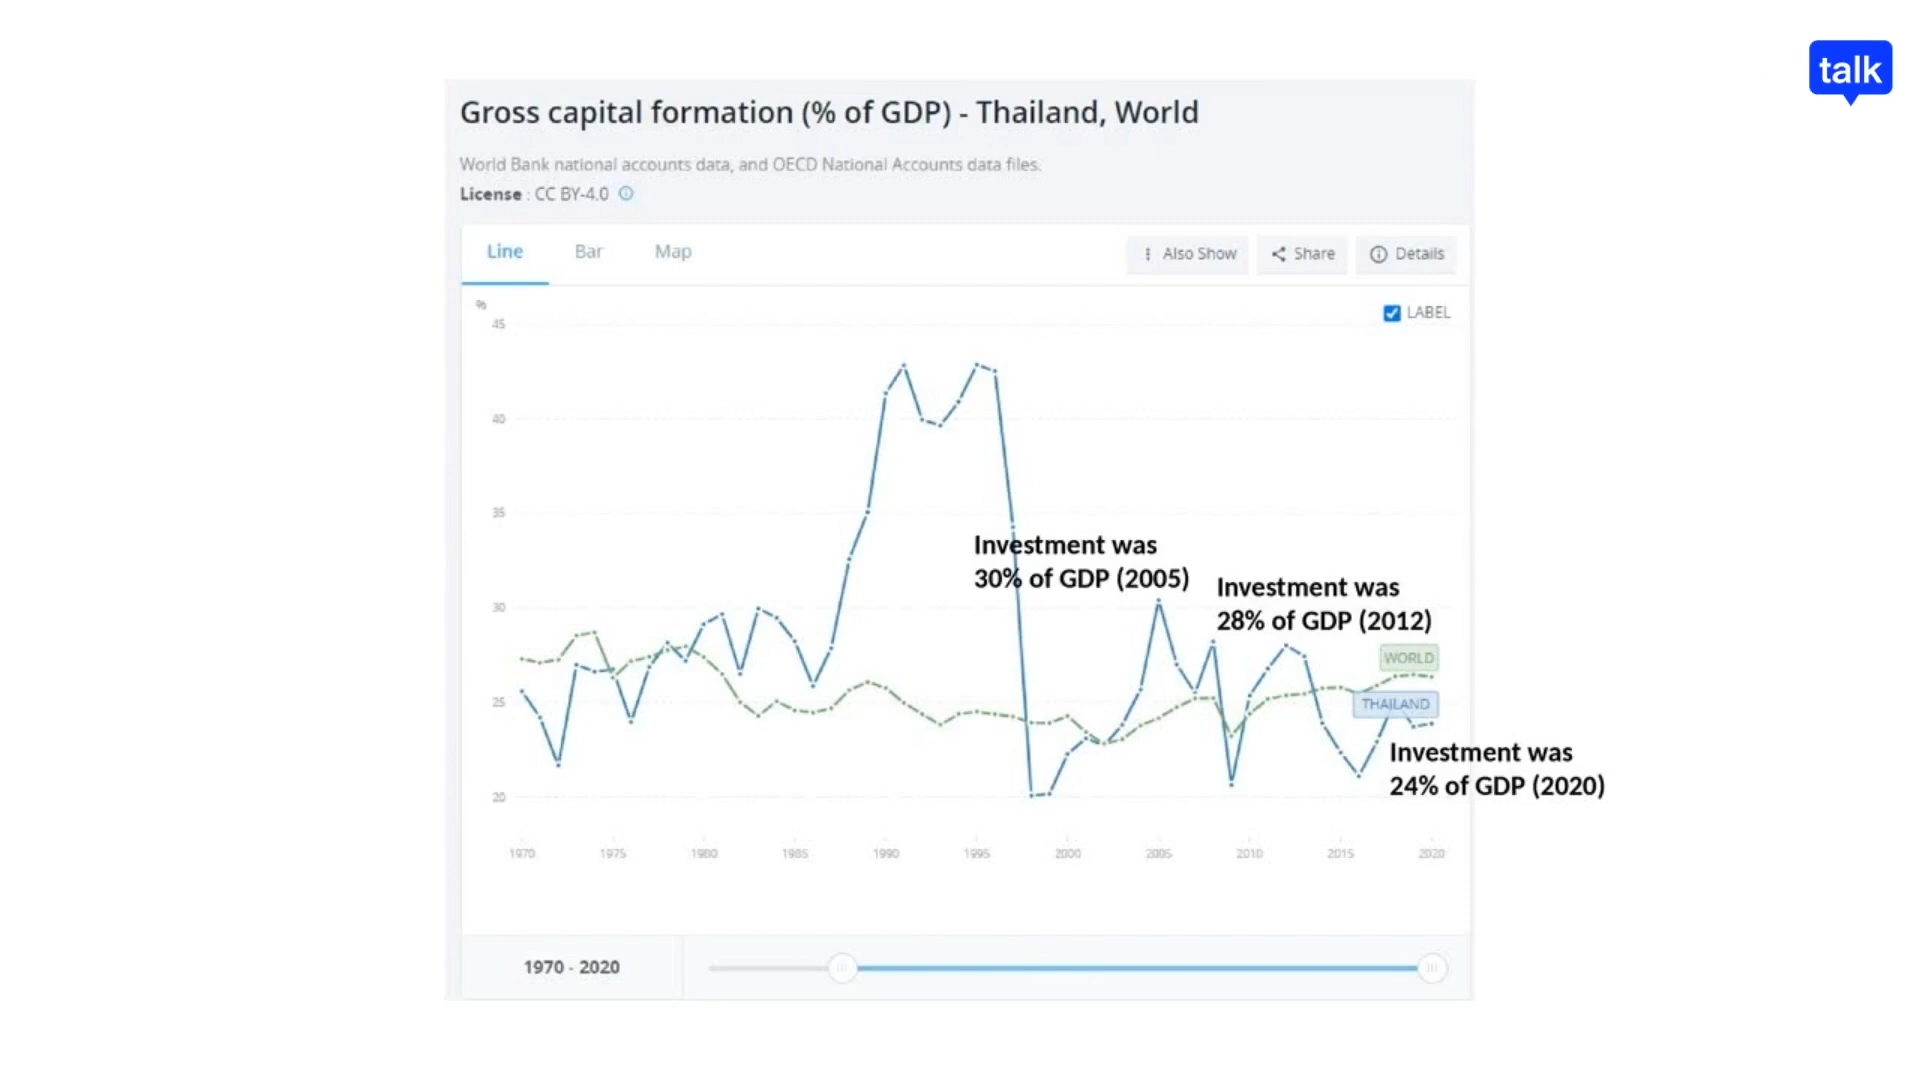 talk
Gross capital formation (% of GDP) - Thailand, World
World Bank national accounts data, and OECD National Accounts data files.
License : CC BY-4.0
Line Bar Map Also Show Share Details
%
LABEL
45
40
35
Investment was
30% of GDP (2005)
Investment was
28% of GDP (2012)
30
WORLD
25
THAILAND
Investment was
24% of GDP (2020)
20
1970 1975 1980 1985 1990 1995 2000 2005 2010 2015 2020
1970 - 2020